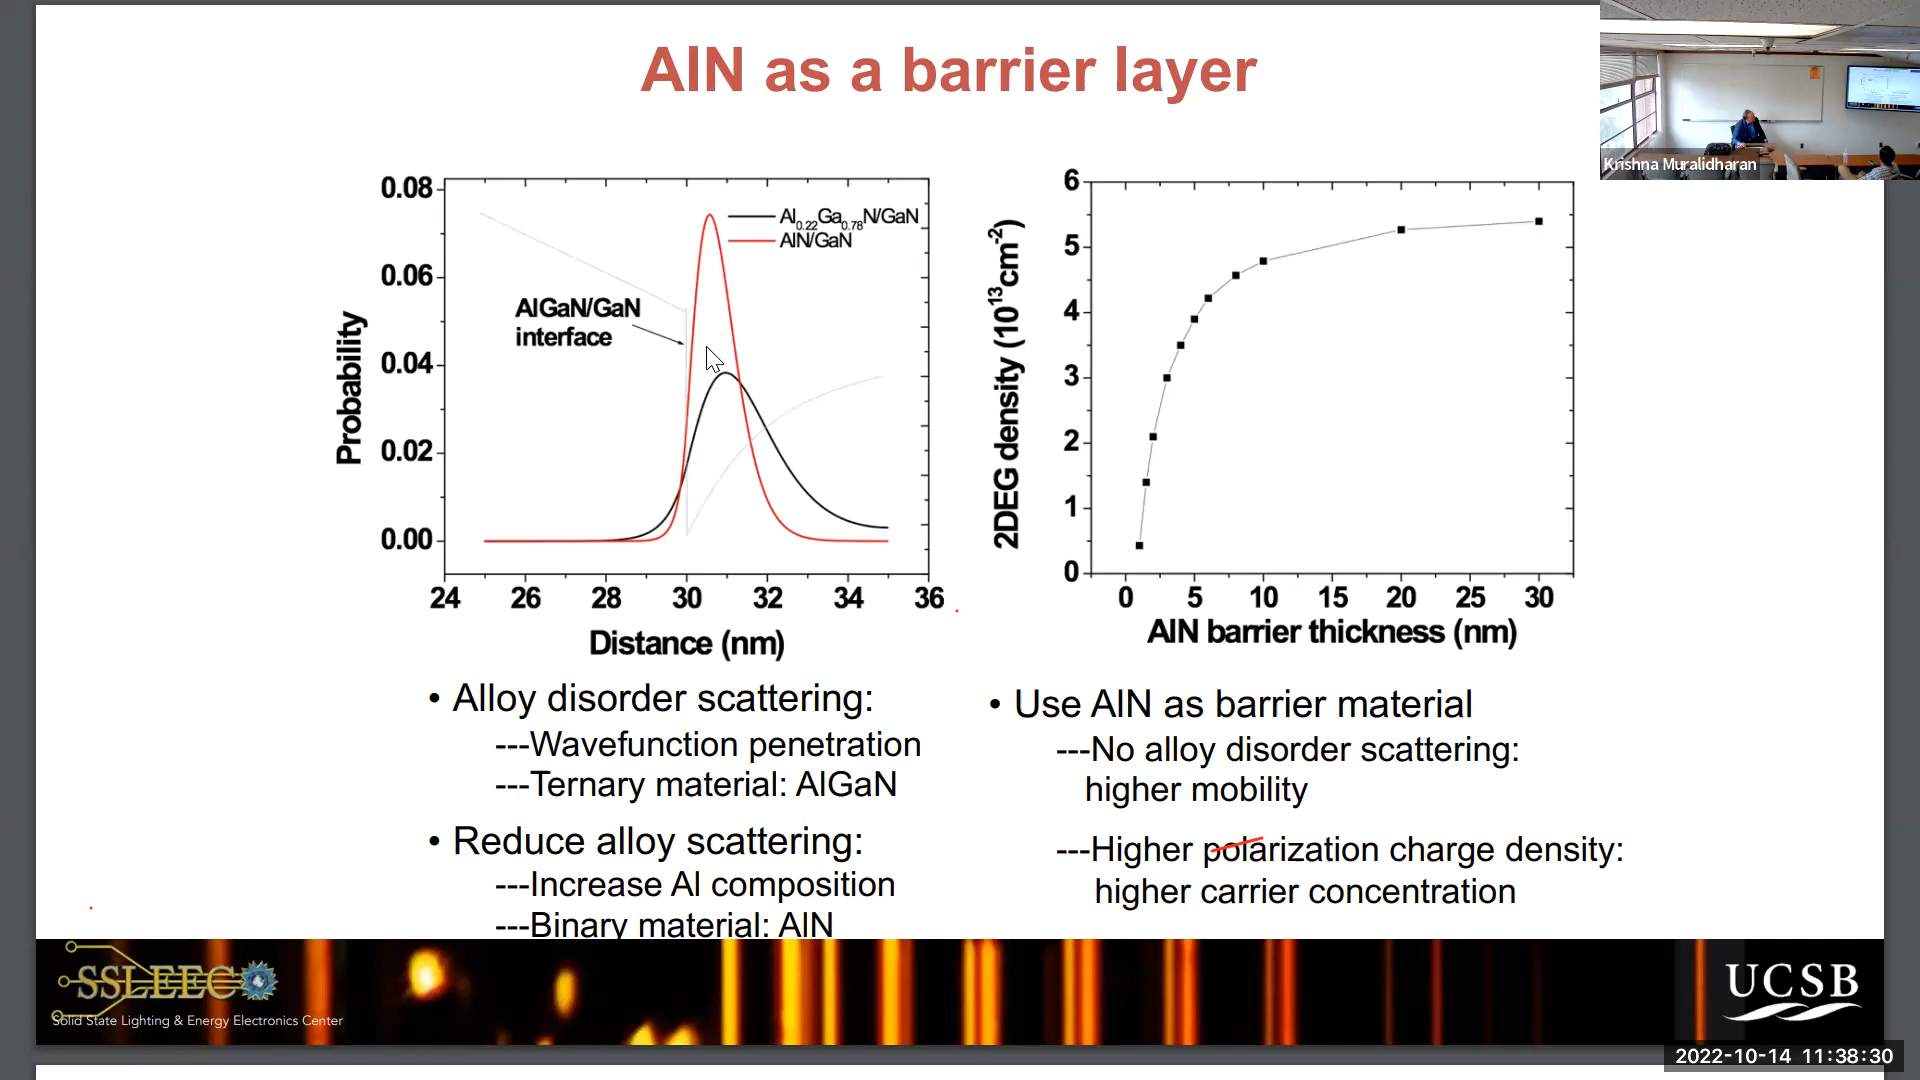 AlN as a barrier layer
Krishna Muralidharan
0.08
0.06
0.04
0.02
0.00
Probability
Al0.22Ga0.78N/GaN
AlN/GaN
AlGaN/GaN
interface
24 26 28 30 32 34 36
Distance (nm)
6
5
4
3
2
1
0
2DEG density (10^13cm^-2)
0 5 10 15 20 25 30
AlN barrier thickness (nm)
• Alloy disorder scattering:
---Wavefunction penetration
---Ternary material: AlGaN
• Reduce alloy scattering:
---Increase Al composition
---Binary material: AlN
• Use AlN as barrier material
---No alloy disorder scattering:
higher mobility
---Higher polarization charge density:
higher carrier concentration
SSLEEC
Solid State Lighting & Energy Electronics Center
UCSB
2022-10-14 11:38:30